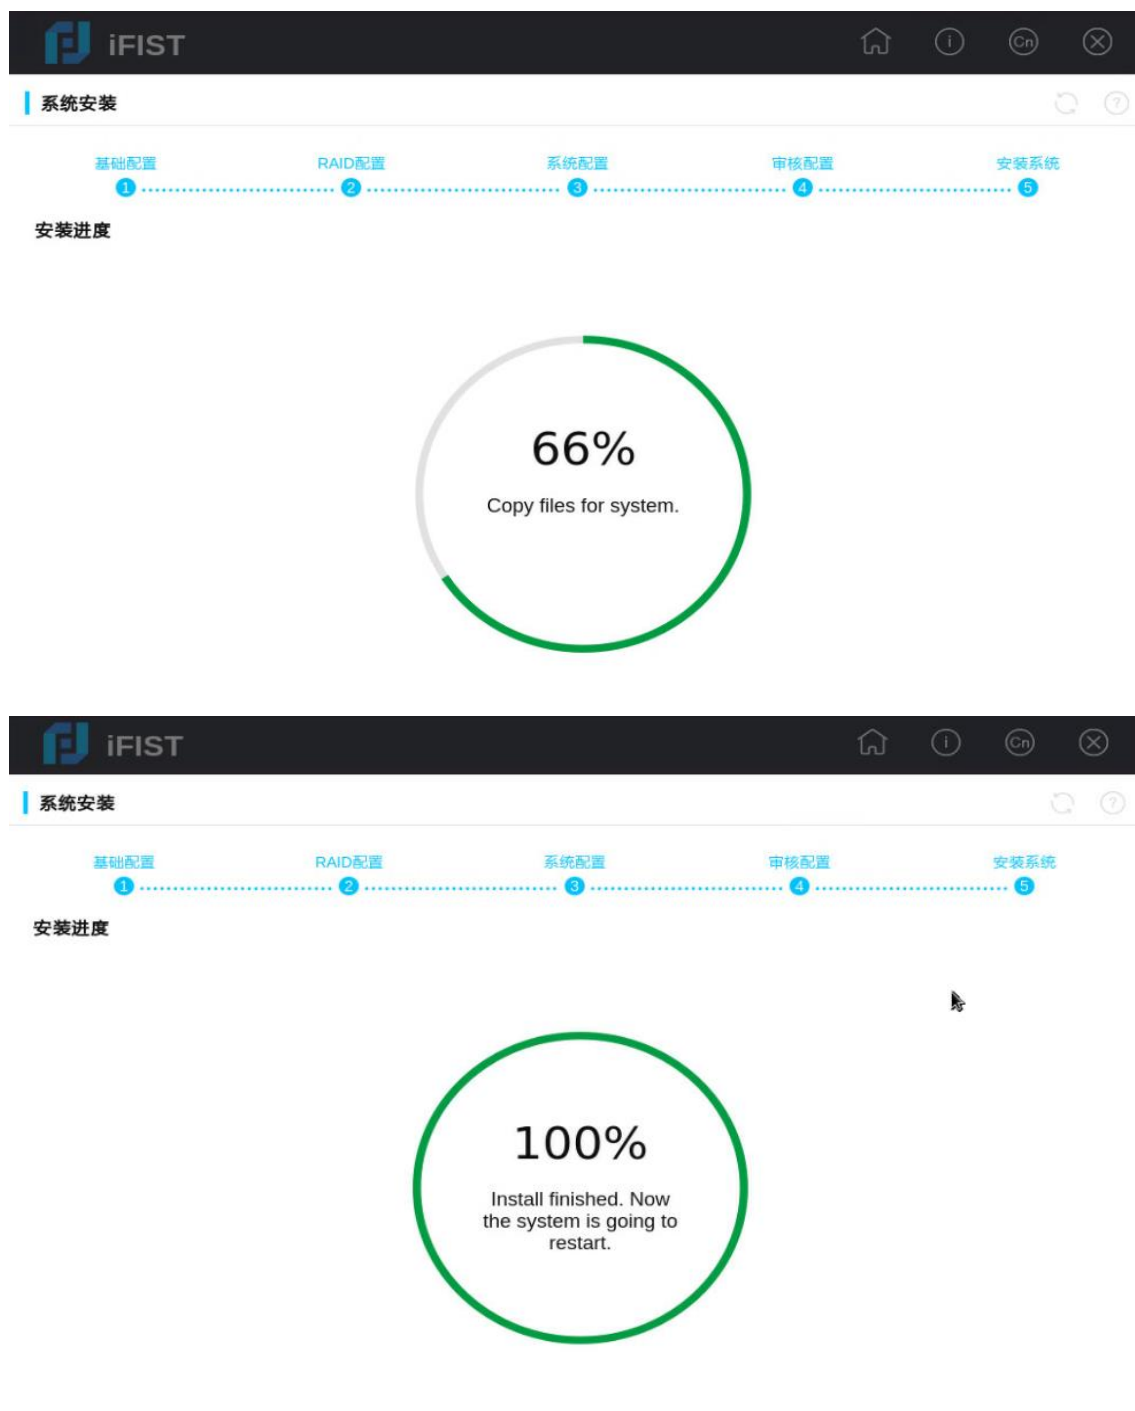 iFIST
Cn
系统安装
基础配置 RAID配置 系统配置 审核配置 安装系统
1 2 3 4 5
安装进度
66%
Copy files for system.
iFIST
Cn
系统安装
基础配置 RAID配置 系统配置 审核配置 安装系统
1 2 3 4 5
安装进度
100%
Install finished. Now
the system is going to
restart.